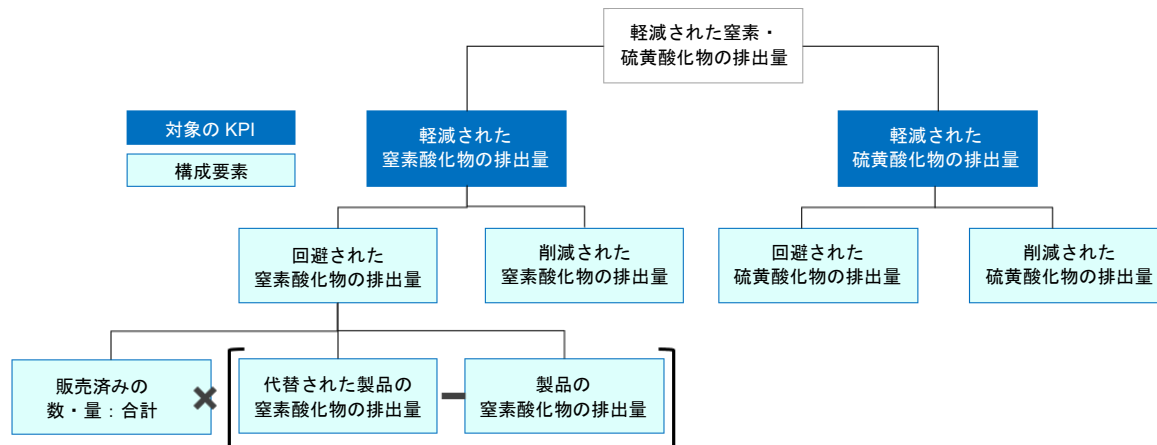 軽減された窒素・
硫黄酸化物の排出量
対象の KPI
構成要素
軽減された
窒素酸化物の排出量
軽減された
硫黄酸化物の排出量
回避された
窒素酸化物の排出量
削減された
窒素酸化物の排出量
回避された
硫黄酸化物の排出量
削減された
硫黄酸化物の排出量
販売済みの
数・量：合計
×
代替された製品の
窒素酸化物の排出量
－
製品の
窒素酸化物の排出量